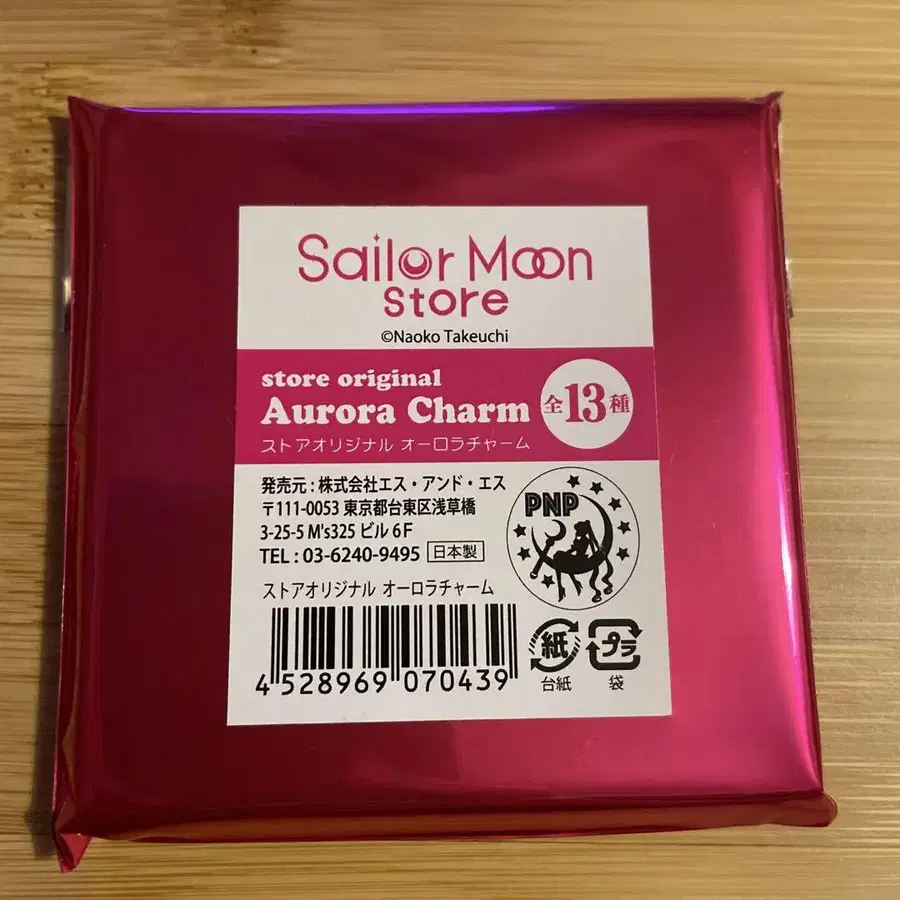 Sailor Moon
store
©Naoko Takeuchi
store original
Aurora Charm
全13種
ストアオリジナル オーロラチャーム
発売元：株式会社エス・アンド・エス
〒111-0053 東京都台東区浅草橋
3-25-5 M's325 ビル 6F
TEL : 03-6240-9495 日本製
PNP
ストアオリジナル オーロラチャーム
4 528969 070439
紙
台紙
プラ
袋